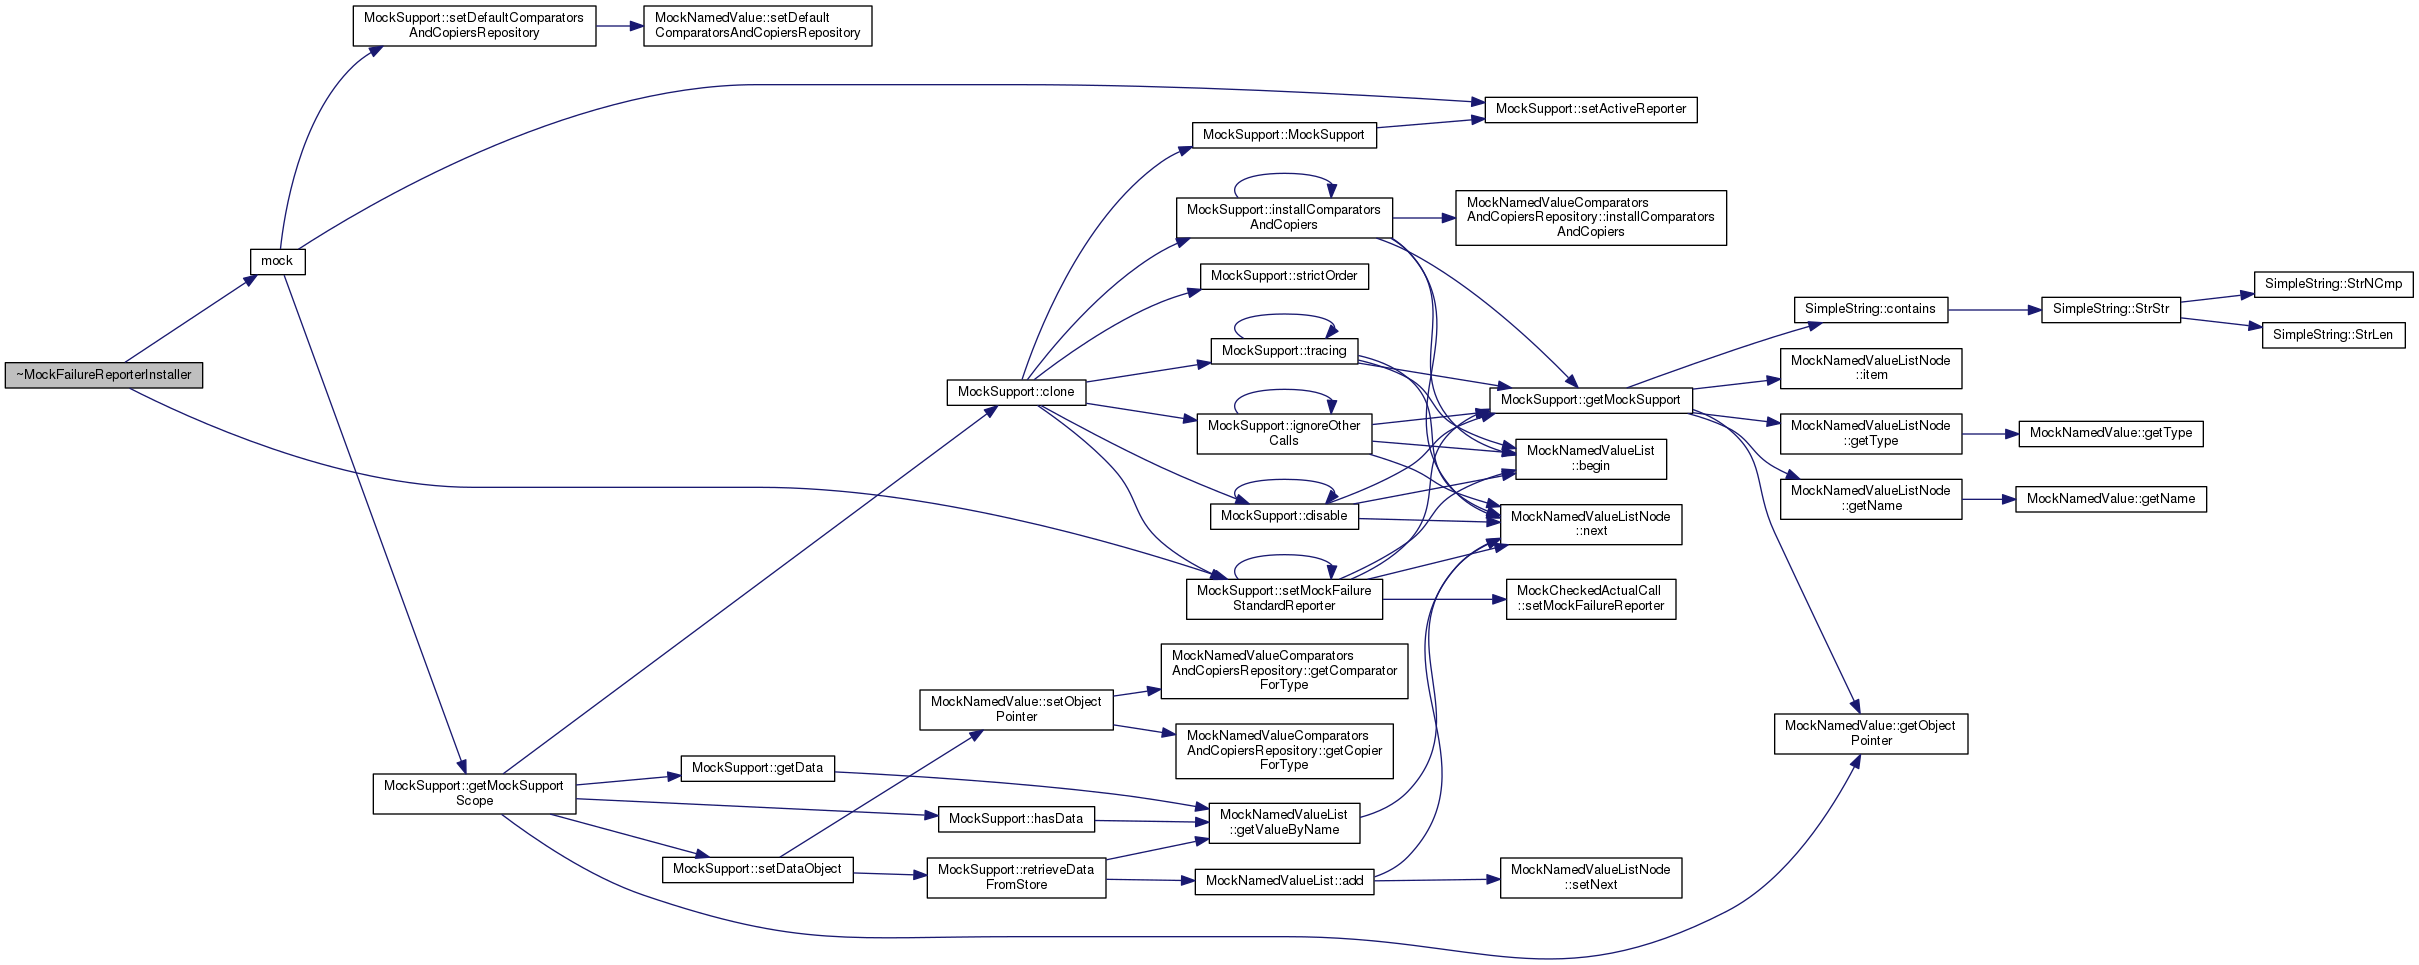 MockSupport::setDefaultComparators
AndCopiersRepository
MockNamedValue::setDefault
ComparatorsAndCopiersRepository
MockSupport::setActiveReporter
MockSupport::MockSupport
MockSupport::installComparators
AndCopiers
MockNamedValueComparators
AndCopiersRepository::installComparators
AndCopiers
mock
MockSupport::strictOrder
SimpleString::StrNCmp
SimpleString::contains
SimpleString::StrStr
SimpleString::StrLen
MockSupport::tracing
MockNamedValueListNode
::item
~MockFailureReporterInstaller
MockSupport::clone
MockSupport::getMockSupport
MockSupport::ignoreOther
Calls
MockNamedValueListNode
::getType
MockNamedValue::getType
MockNamedValueList
::begin
MockNamedValueListNode
::getName
MockNamedValue::getName
MockSupport::disable
MockNamedValueListNode
::next
MockSupport::setMockFailure
StandardReporter
MockCheckedActualCall
::setMockFailureReporter
MockNamedValueComparators
AndCopiersRepository::getComparator
ForType
MockNamedValue::setObject
Pointer
MockNamedValueComparators
AndCopiersRepository::getCopier
ForType
MockNamedValue::getObject
Pointer
MockSupport::getData
MockSupport::getMockSupport
Scope
MockSupport::hasData
MockNamedValueList
::getValueByName
MockSupport::setDataObject
MockSupport::retrieveData
FromStore
MockNamedValueList::add
MockNamedValueListNode
::setNext